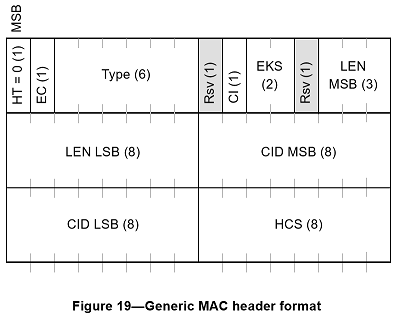 MSB
HT = 0 (1)
EC (1)
Type (6)
Rsv (1)
CI (1)
EKS
(2)
Rsv (1)
LEN
MSB (3)
LEN LSB (8)
CID MSB (8)
CID LSB (8)
HCS (8)
Figure 19—Generic MAC header format